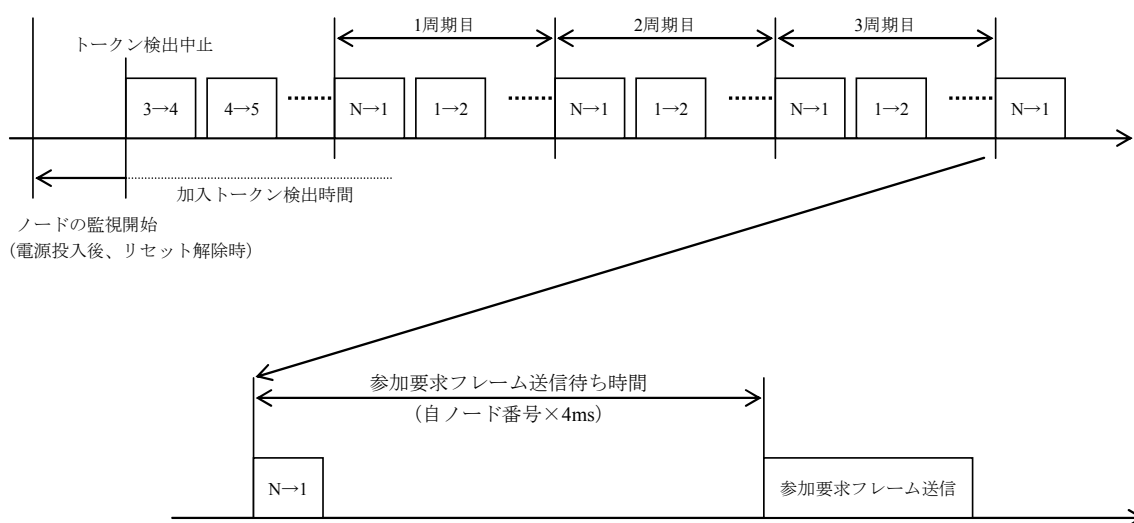 1周期目
2周期目
3周期目
トークン検出中止
3→4
4→5
N→1
1→2
N→1
1→2
N→1
1→2
N→1
加入トークン検出時間
ノードの監視開始
(電源投入後、リセット解除時)
参加要求フレーム送信待ち時間
(自ノード番号×4ms)
N→1
参加要求フレーム送信